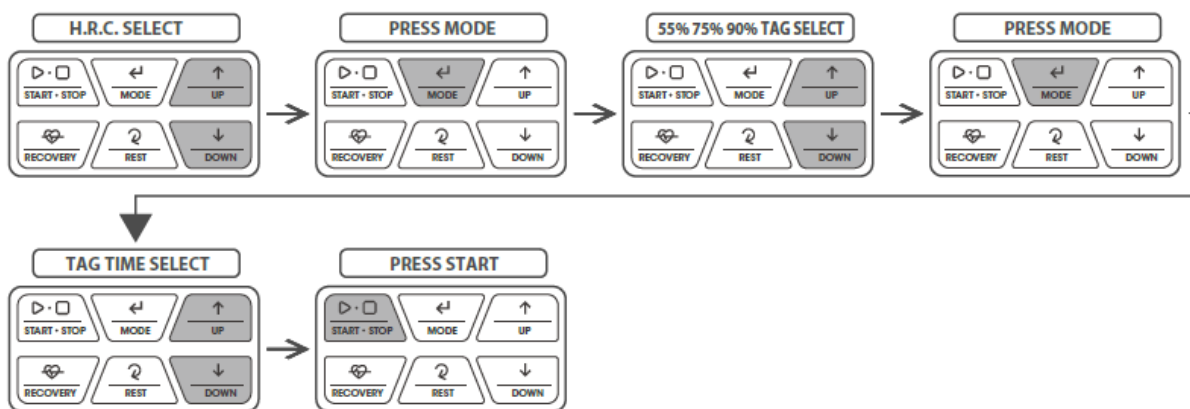 H.R.C. SELECT
START • STOP MODE UP
RECOVERY REST DOWN
PRESS MODE
START • STOP MODE UP
RECOVERY REST DOWN
55% 75% 90% TAG SELECT
START • STOP MODE UP
RECOVERY REST DOWN
PRESS MODE
START • STOP MODE UP
RECOVERY REST DOWN
TAG TIME SELECT
START • STOP MODE UP
RECOVERY REST DOWN
PRESS START
START • STOP MODE UP
RECOVERY REST DOWN